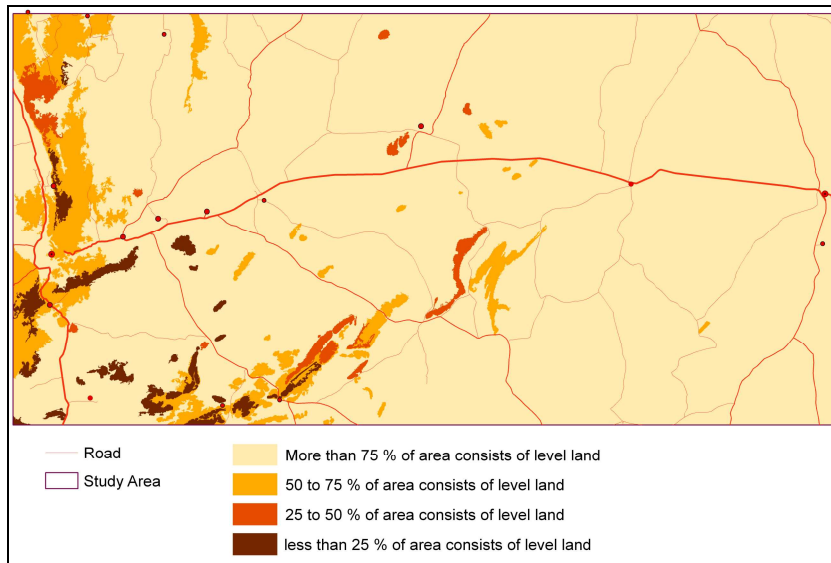 Road
Study Area
More than 75 % of area consists of level land
50 to 75 % of area consists of level land
25 to 50 % of area consists of level land
less than 25 % of area consists of level land